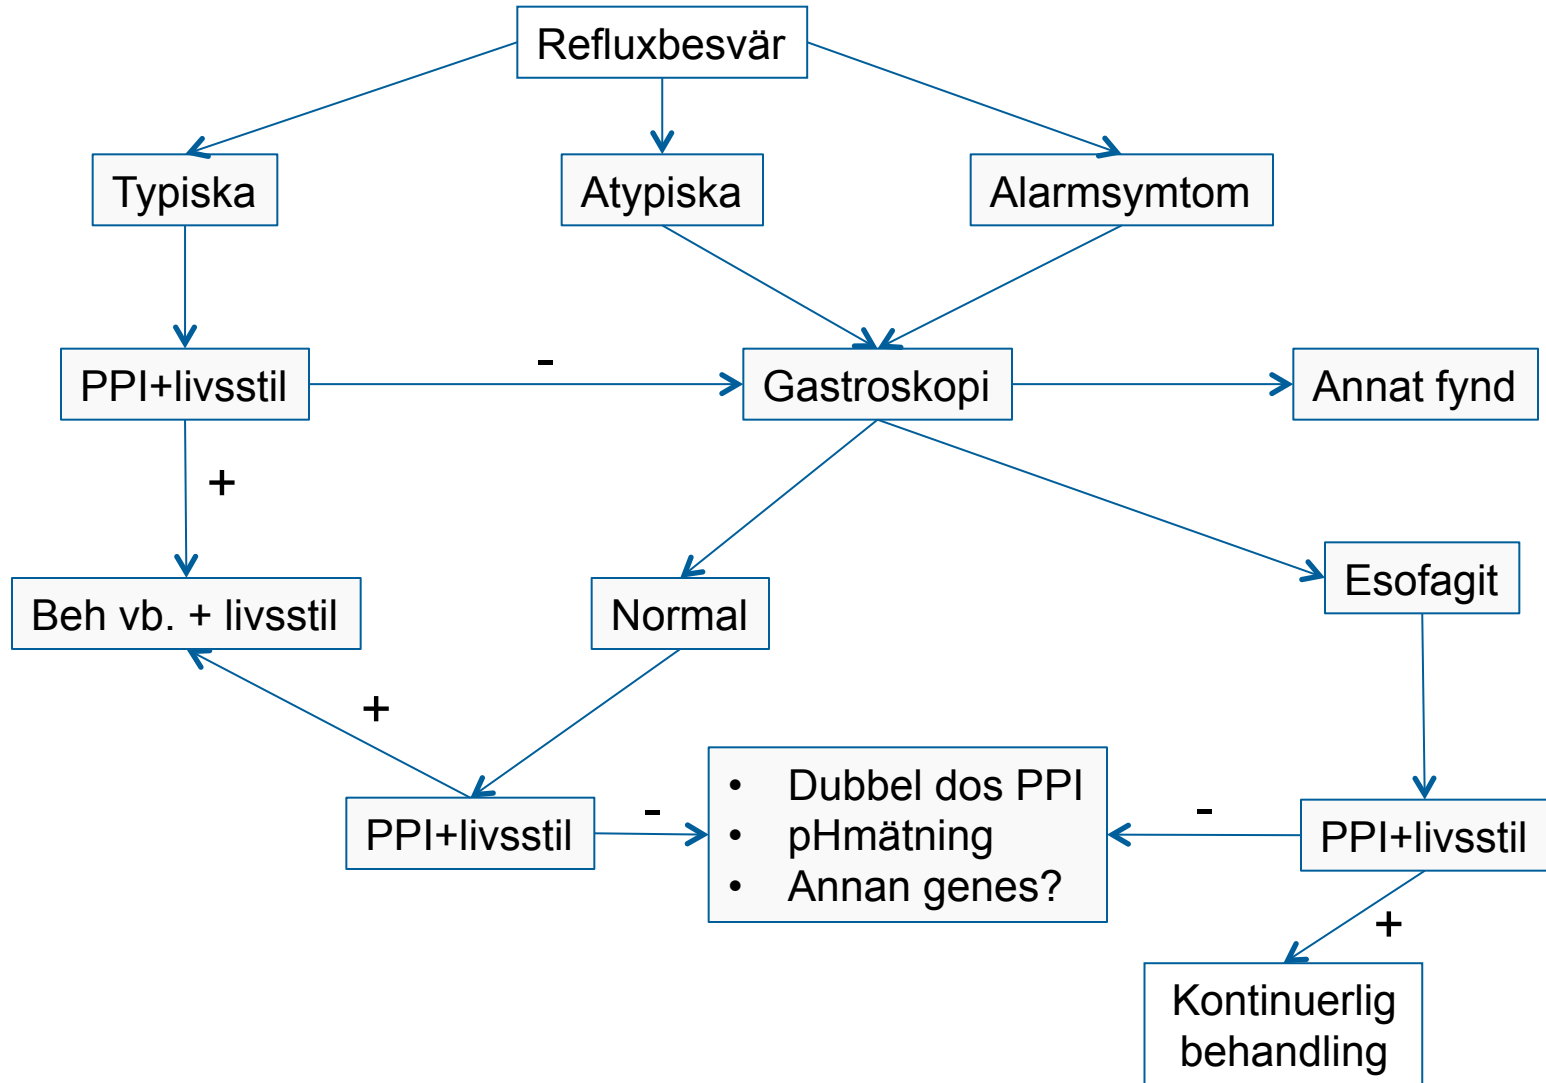 Refluxbesvär
Typiska
Atypiska
Alarmsymtom
PPI+livsstil
-
Gastroskopi
Annat fynd
+
Beh vb. + livsstil
Normal
Esofagit
+
PPI+livsstil
-
• Dubbel dos PPI
• pHmätning
• Annan genes?
-
PPI+livsstil
+
Kontinuerlig
behandling